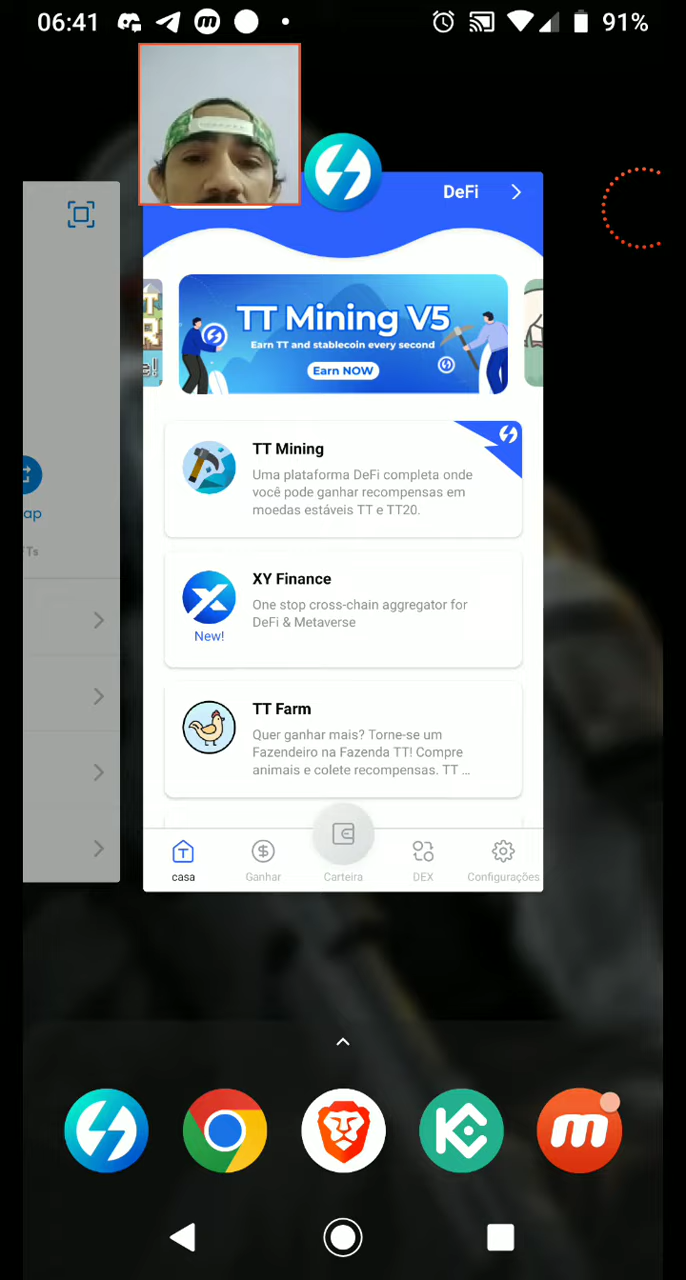 06:41
91%
DeFi
TT Mining V5
Earn TT and stablecoin every second
Earn NOW
TT Mining
Uma plataforma DeFi completa onde
você pode ganhar recompensas em
moedas estáveis TT e TT20.
XY Finance
One stop cross-chain aggregator for
DeFi & Metaverse
New!
TT Farm
Quer ganhar mais? Torne-se um
Fazendeiro na Fazenda TT! Compre
animais e colete recompensas. TT ...
casa
Ganhar
Carteira
DEX
Configurações